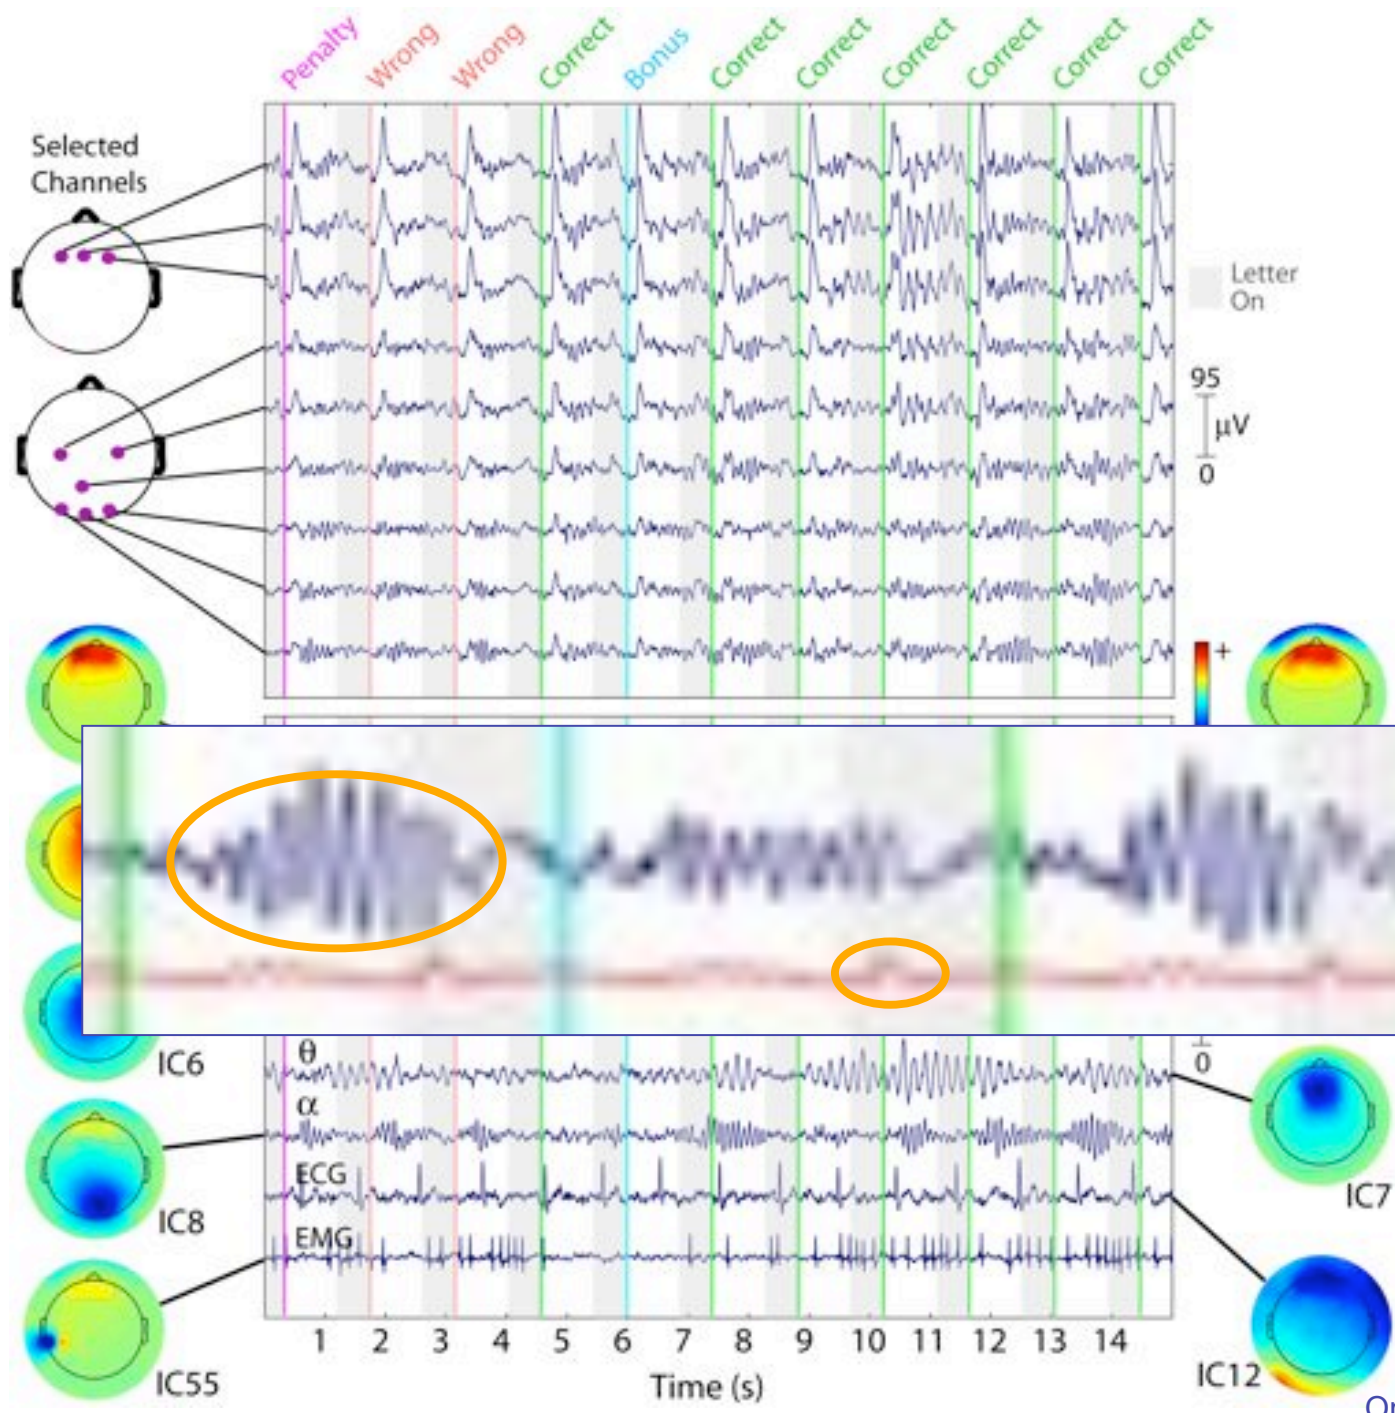 Penalty
Wrong
Wrong
Correct
Bonus
Correct
Correct
Correct
Correct
Correct
Correct
Selected
Channels
Letter
On
95
μV
0
+
IC6
θ
0
α
IC7
ECG
IC8
EMG
IC55
IC12
1 2 3 4 5 6 7 8 9 10 11 12 13 14
Time (s)